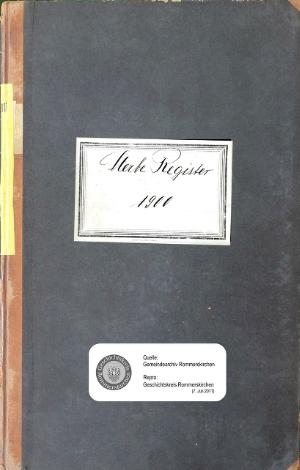 Sterbe Register
1900
Quelle:
Gemeindearchiv Rommerskirchen
Repro:
Geschichtskreis Rommerskirchen